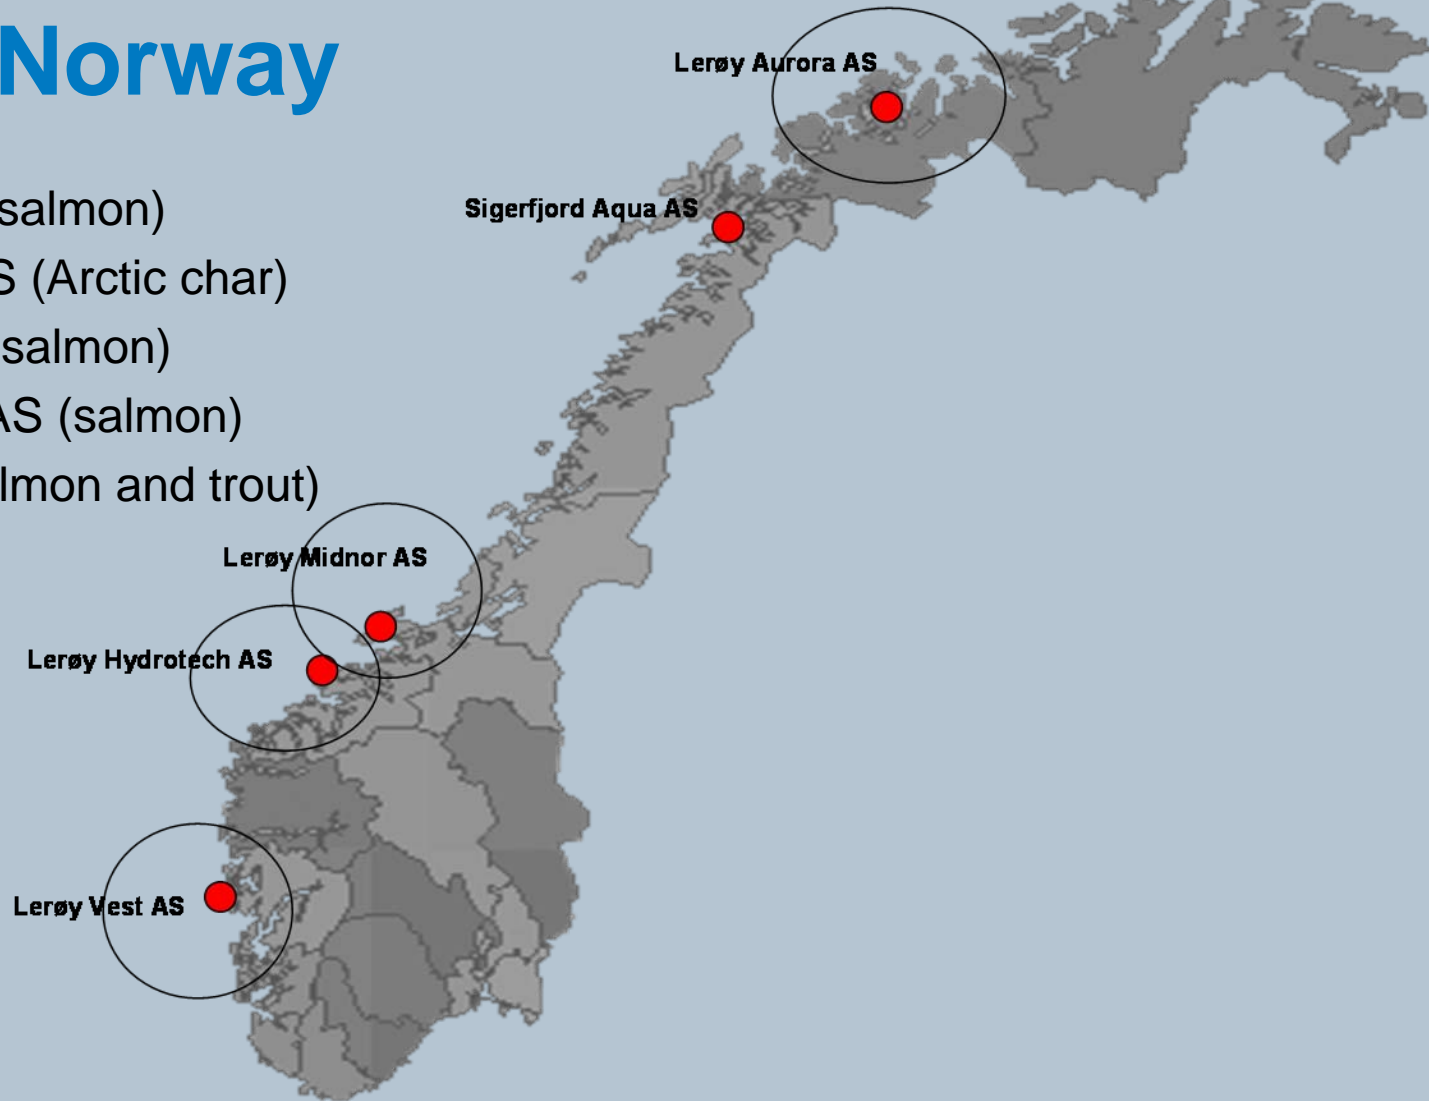 Norway
salmon)
S (Arctic char)
salmon)
AS (salmon)
lmon and trout)
Lerøy Aurora AS
Sigerfjord Aqua AS
Lerøy Midnor AS
Lerøy Hydrotech AS
Lerøy Vest AS